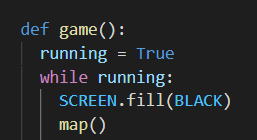 def game():
  running = True
  while running:
    SCREEN.fill(BLACK)
    map()